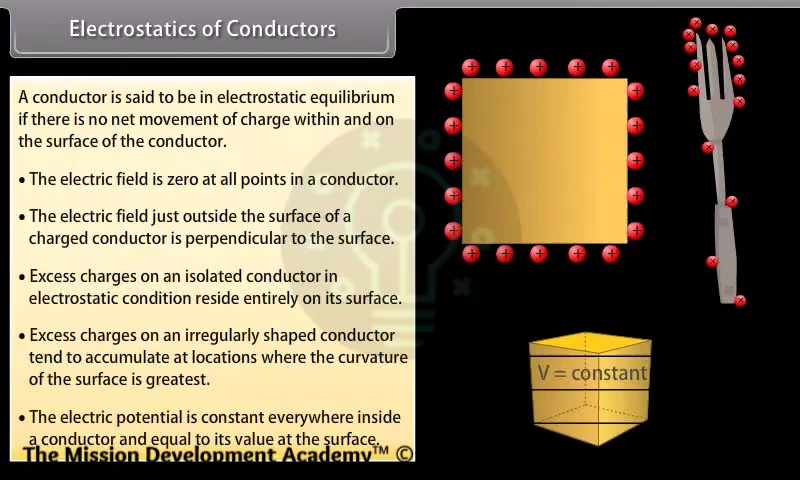 Electrostatics of Conductors
A conductor is said to be in electrostatic equilibrium
if there is no net movement of charge within and on
the surface of the conductor.
• The electric field is zero at all points in a conductor.
• The electric field just outside the surface of a
charged conductor is perpendicular to the surface.
• Excess charges on an isolated conductor in
electrostatic condition reside entirely on its surface.
• Excess charges on an irregularly shaped conductor
tend to accumulate at locations where the curvature
of the surface is greatest.
• The electric potential is constant everywhere inside
a conductor and equal to its value at the surface.
The Mission Development Academy™ ©
V = constant